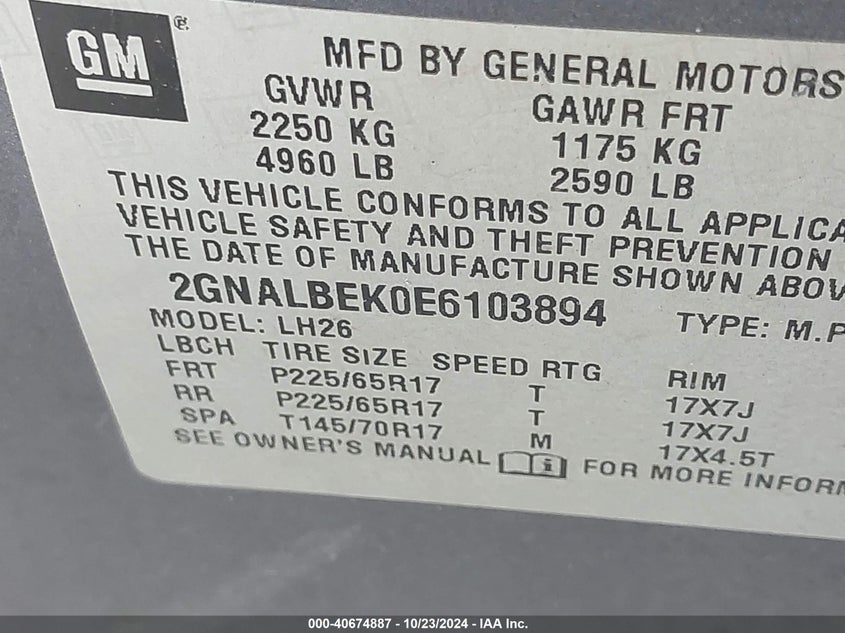 GM ®
MFD BY GENERAL MOTORS
GVWR GAWR FRT
2250 KG 1175 KG
4960 LB 2590 LB
THIS VEHICLE CONFORMS TO ALL
VEHICLE SAFETY AND THEFT PREVENTION
THE DATE OF MANUFACTURE SHOWN
2GNALBEK0E6103894 TYPE: M.P
MODEL: LH26
LBCH TIRE SIZE SPEED RTG RIM
FRT P225/65R17 T 17X7J
RR P225/65R17 T 17X7J
SPA T145/70R17 M 17X4.5T
SEE OWNER'S MANUAL i FOR MORE
000-40674887 - 10/23/2024 - IAA Inc.